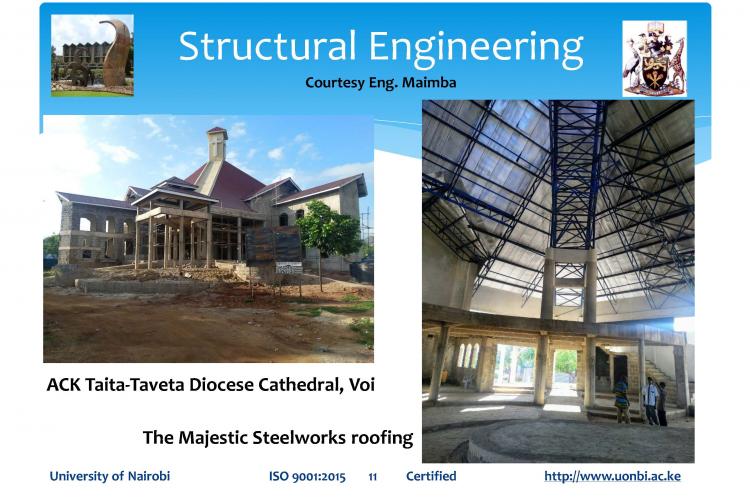 Structural Engineering
Courtesy Eng. Maimba
ACK Taita-Taveta Diocese Cathedral, Voi
The Majestic Steelworks roofing
University of Nairobi ISO 9001:2015 11 Certified http://www.uonbi.ac.ke